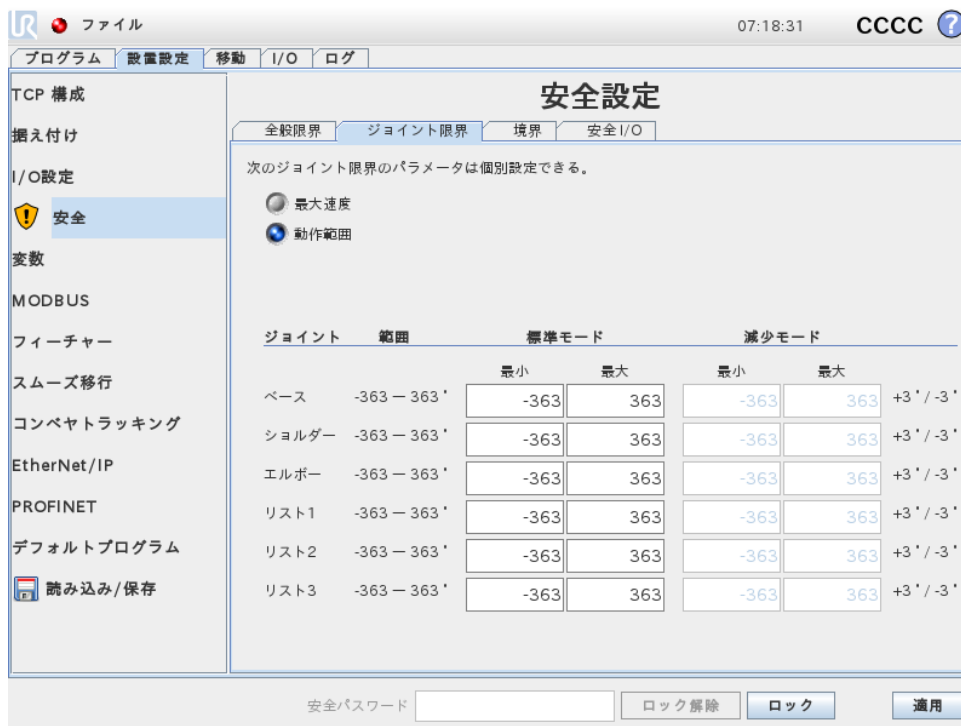 UR ファイル 07:18:31 CCCC ?
プログラム 設置設定 移動 I/O ログ
TCP 構成
据え付け
I/O設定
安全
変数
MODBUS
フィーチャー
スムーズ移行
コンベヤトラッキング
EtherNet/IP
PROFINET
デフォルトプログラム
読み込み/保存
安全設定
全般限界 ジョイント限界 境界 安全 I/O
次のジョイント限界のパラメータは個別設定できる。
最大速度
動作範囲
ジョイント 範囲 標準モード 減少モード
最小 最大 最小 最大
ベース -363 — 363˚ -363 363 -363 363 +3˚/ -3˚
ショルダー -363 — 363˚ -363 363 -363 363 +3˚/ -3˚
エルボー -363 — 363˚ -363 363 -363 363 +3˚/ -3˚
リスト1 -363 — 363˚ -363 363 -363 363 +3˚/ -3˚
リスト2 -363 — 363˚ -363 363 -363 363 +3˚/ -3˚
リスト3 -363 — 363˚ -363 363 -363 363 +3˚/ -3˚
安全パスワード ロック解除 ロック 適用